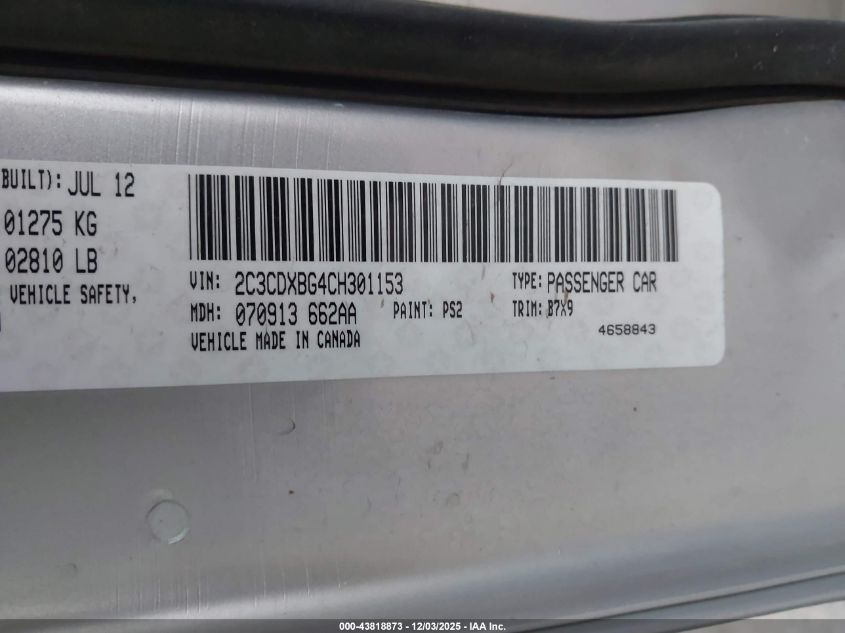 BUILT): JUL 12
01275 KG
02810 LB
VEHICLE SAFETY,
VIN: 2C3CDXBG4CH301153
TYPE: PASSENGER CAR
MDH: 070913 662AA
PAINT: PS2
TRIM: B7X9
VEHICLE MADE IN CANADA
4658843
000-43818873 - 12/03/2025 - IAA Inc.